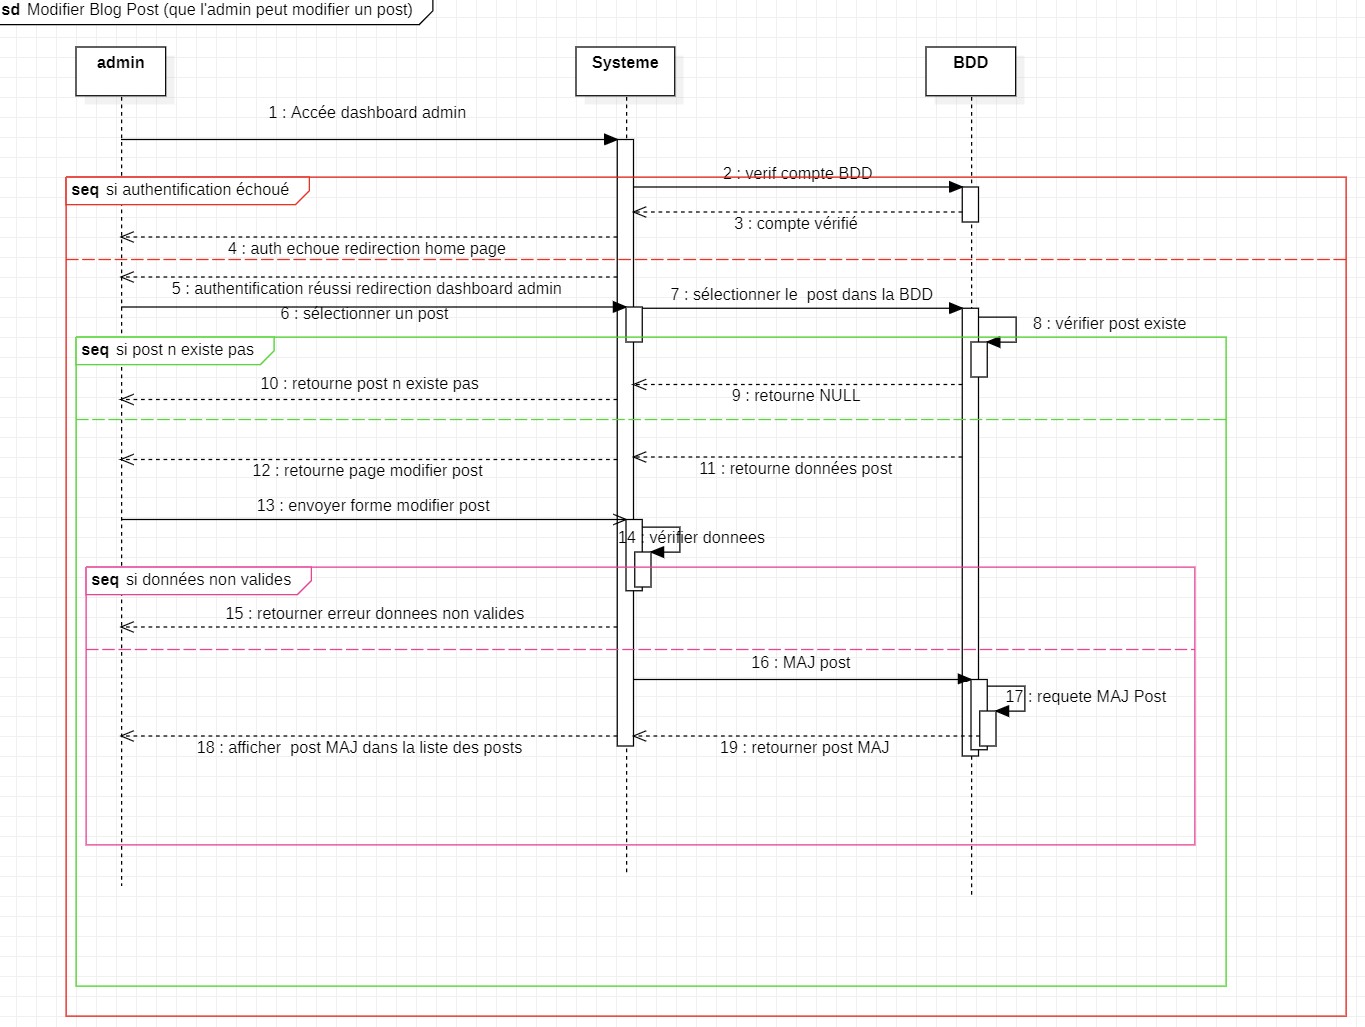 sd Modifier Blog Post (que l'admin peut modifier un post)
admin
Systeme
BDD
1 : Accée dashboard admin
2 : verif compte BDD
seq si authentification échoué
3 : compte vérifié
4 : auth echoue redirection home page
5 : authentification réussi redirection dashboard admin
7 : sélectionner le  post dans la BDD
6 : sélectionner un post
8 : vérifier post existe
seq si post n existe pas
10 : retourne post n existe pas
9 : retourne NULL
12 : retourne page modifier post
11 : retourne données post
13 : envoyer forme modifier post
14 : vérifier donnees
seq si données non valides
15 : retourner erreur donnees non valides
16 : MAJ post
17 : requete MAJ Post
18 : afficher  post MAJ dans la liste des posts
19 : retourner post MAJ